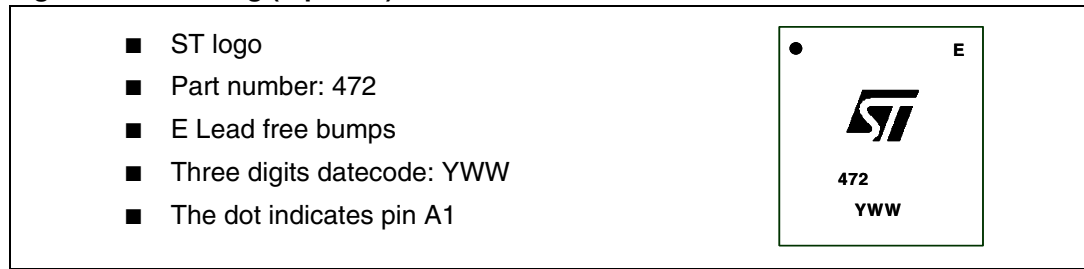 ■ ST logo
■ Part number: 472
■ E Lead free bumps
■ Three digits datecode: YWW
■ The dot indicates pin A1
E
ST
472
YWW